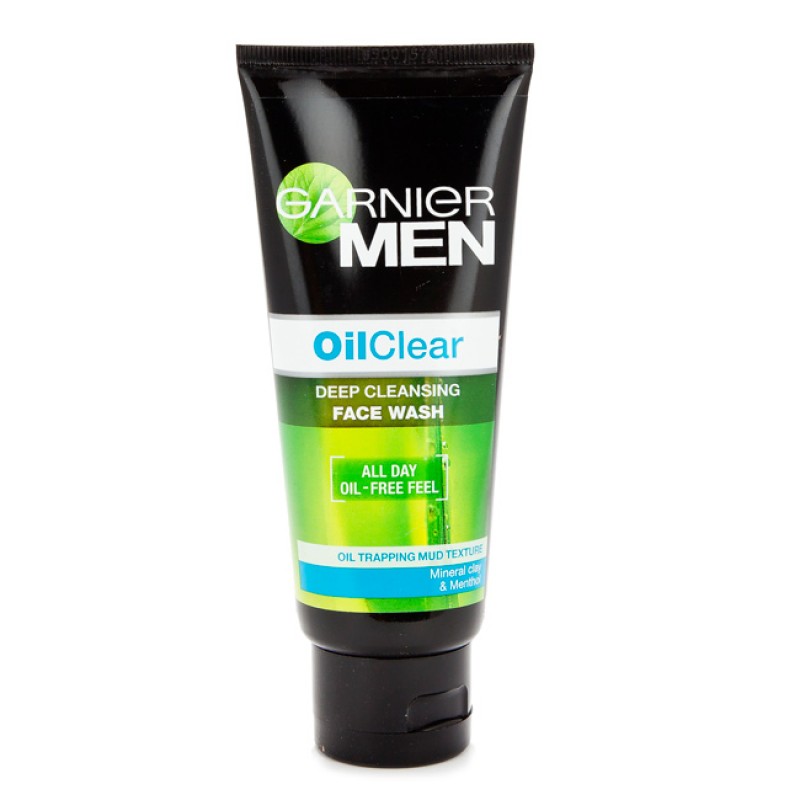 GARNIER
MEN
OilClear
DEEP CLEANSING
FACE WASH
ALL DAY
OIL-FREE FEEL
OIL TRAPPING MUD TEXTURE
Mineral clay
& Menthol